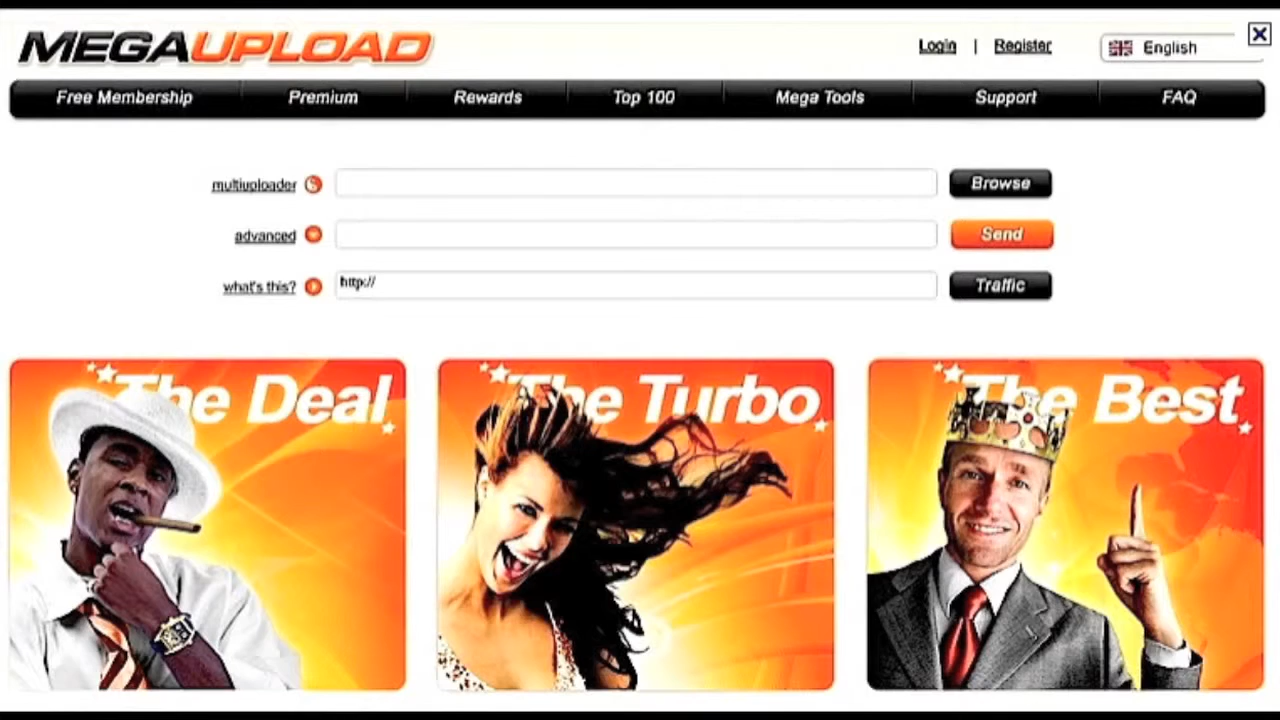 MEGAUPLOAD
Login | Register
English
Free Membership Premium Rewards Top 100 Mega Tools Support FAQ
multiuploader Browse
advanced Send
what's this? http:// Traffic
The Deal The Turbo The Best